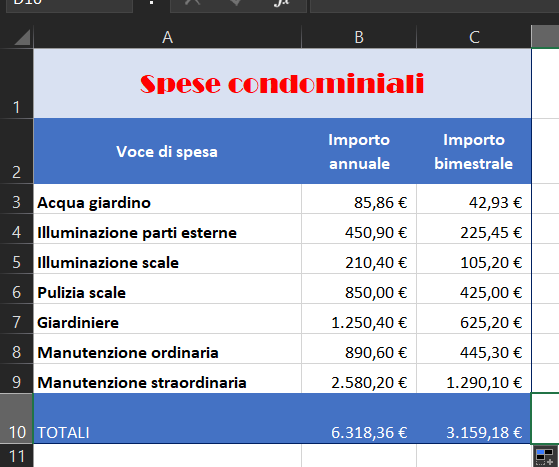 D16
fx
A B C
1 Spese condominiali
2 Voce di spesa Importo annuale Importo bimestrale
3 Acqua giardino 85,86 € 42,93 €
4 Illuminazione parti esterne 450,90 € 225,45 €
5 Illuminazione scale 210,40 € 105,20 €
6 Pulizia scale 850,00 € 425,00 €
7 Giardiniere 1.250,40 € 625,20 €
8 Manutenzione ordinaria 890,60 € 445,30 €
9 Manutenzione straordinaria 2.580,20 € 1.290,10 €
10 TOTALI 6.318,36 € 3.159,18 €
11